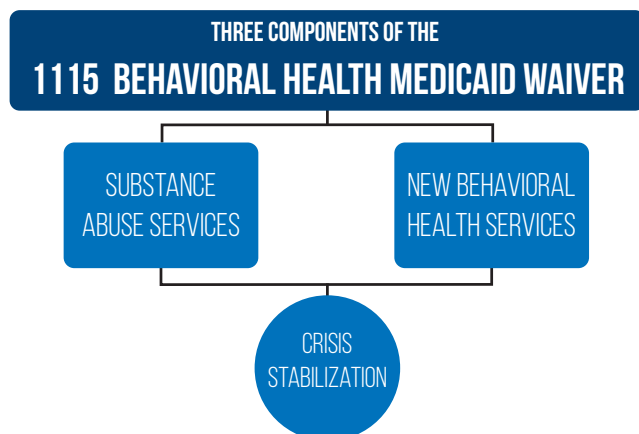 THREE COMPONENTS OF THE
1115 BEHAVIORAL HEALTH MEDICAID WAIVER
SUBSTANCE
ABUSE SERVICES
NEW BEHAVIORAL
HEALTH SERVICES
CRISIS
STABILIZATION